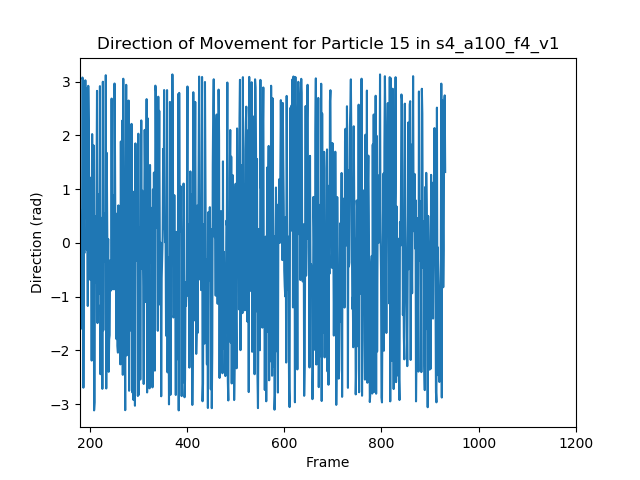 Direction of Movement for Particle 15 in s4_a100_f4_v1
3
2
1
0
−1
−2
−3
Direction (rad)
200 400 600 800 1000 1200
Frame